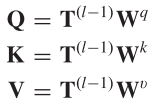 Q = T^(l−1) W^q
K = T^(l−1) W^k
V = T^(l−1) W^v